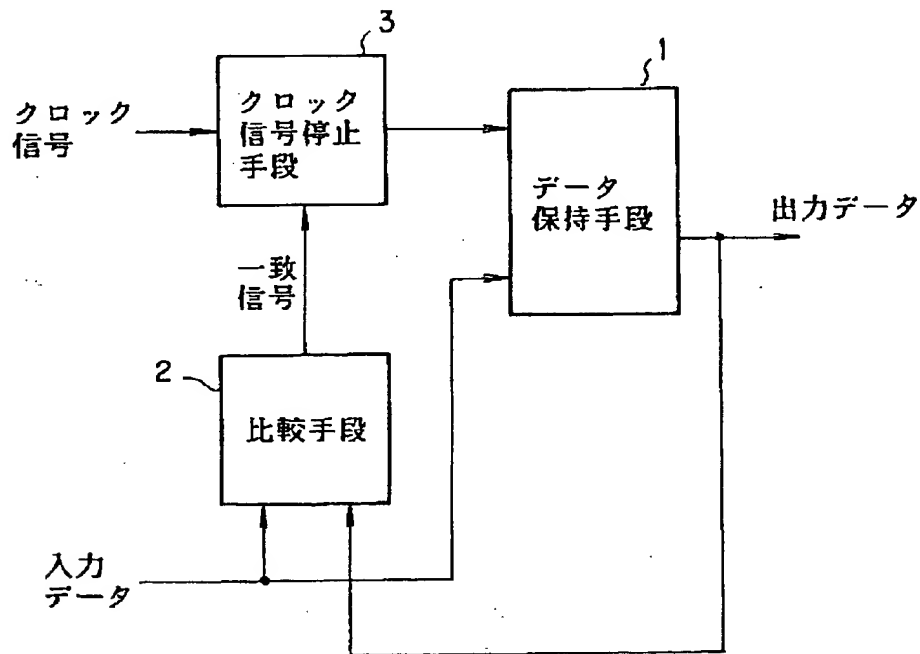 3
クロック
信号停止
手段
1
クロック
信号
データ
保持手段
出力データ
一致
信号
2
比較手段
入力
データ